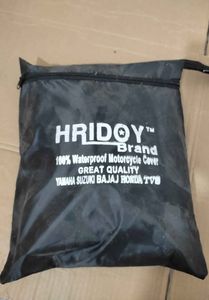 HRIDOY™
Brand
100% Waterproof Motorcycle Cover
GREAT QUALITY
YAMAHA SUZUKI BAJAJ HONDA TVS